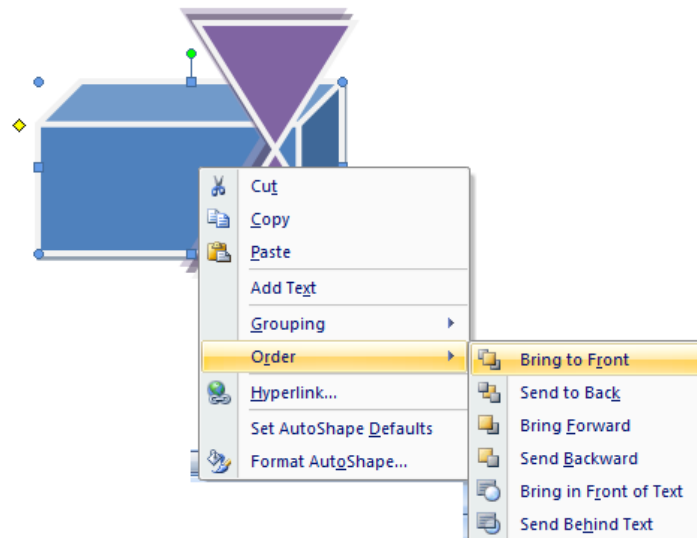 Cut
Copy
Paste
Add Text
Grouping
Order
Hyperlink...
Set AutoShape Defaults
Format AutoShape...
Bring to Front
Send to Back
Bring Forward
Send Backward
Bring in Front of Text
Send Behind Text